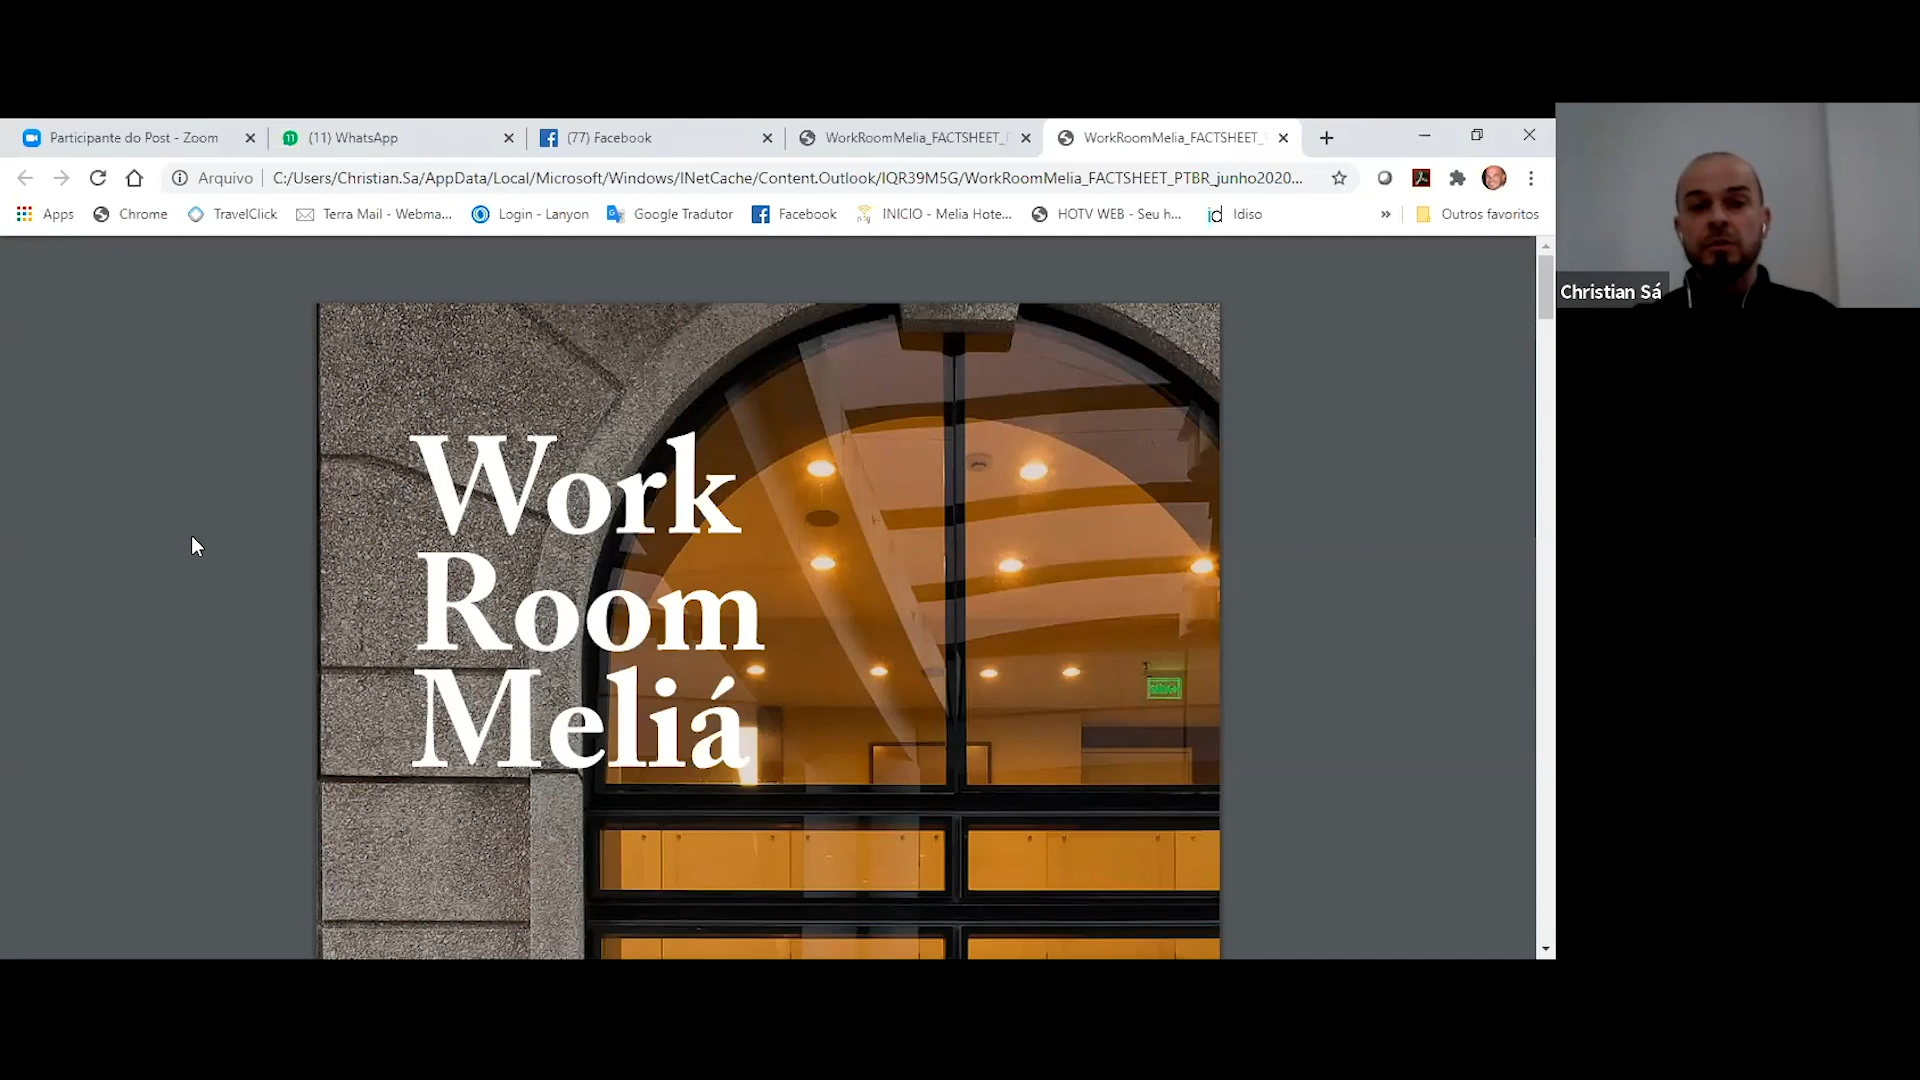 Participante do Post - Zoom
(11) WhatsApp
(77) Facebook
WorkRoomMelia_FACTSHEET_
WorkRoomMelia_FACTSHEET_
Arquivo
C:/Users/Christian.Sa/AppData/Local/Microsoft/Windows/INetCache/Content.Outlook/IQR39M5G/WorkRoomMelia_FACTSHEET_PTBR_junho2020...
Apps
Chrome
TravelClick
Terra Mail - Webma...
Login - Lanyon
Google Tradutor
Facebook
INICIO - Melia Hote...
HOTV WEB - Seu h...
id
Idiso
»
Outros favoritos
Christian Sá
Work
Room
Meliá